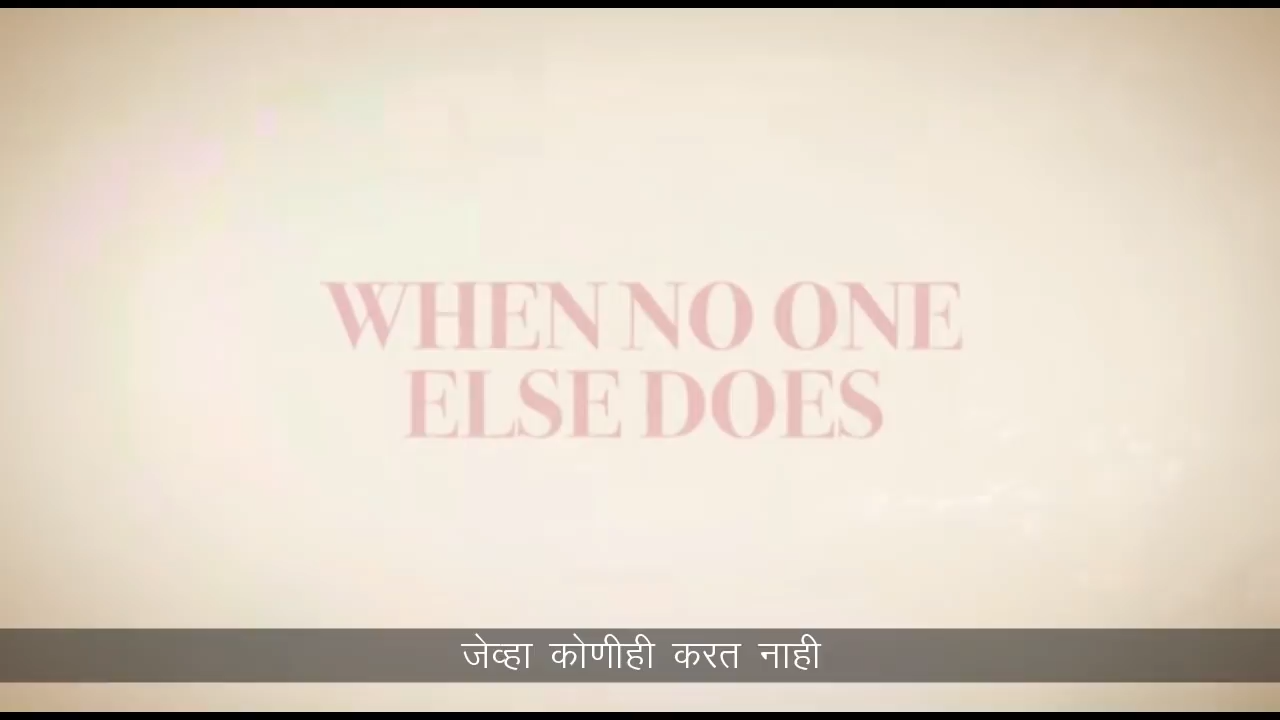 WHEN NO ONE
ELSE DOES
जेव्हा कोणीही करत नाही